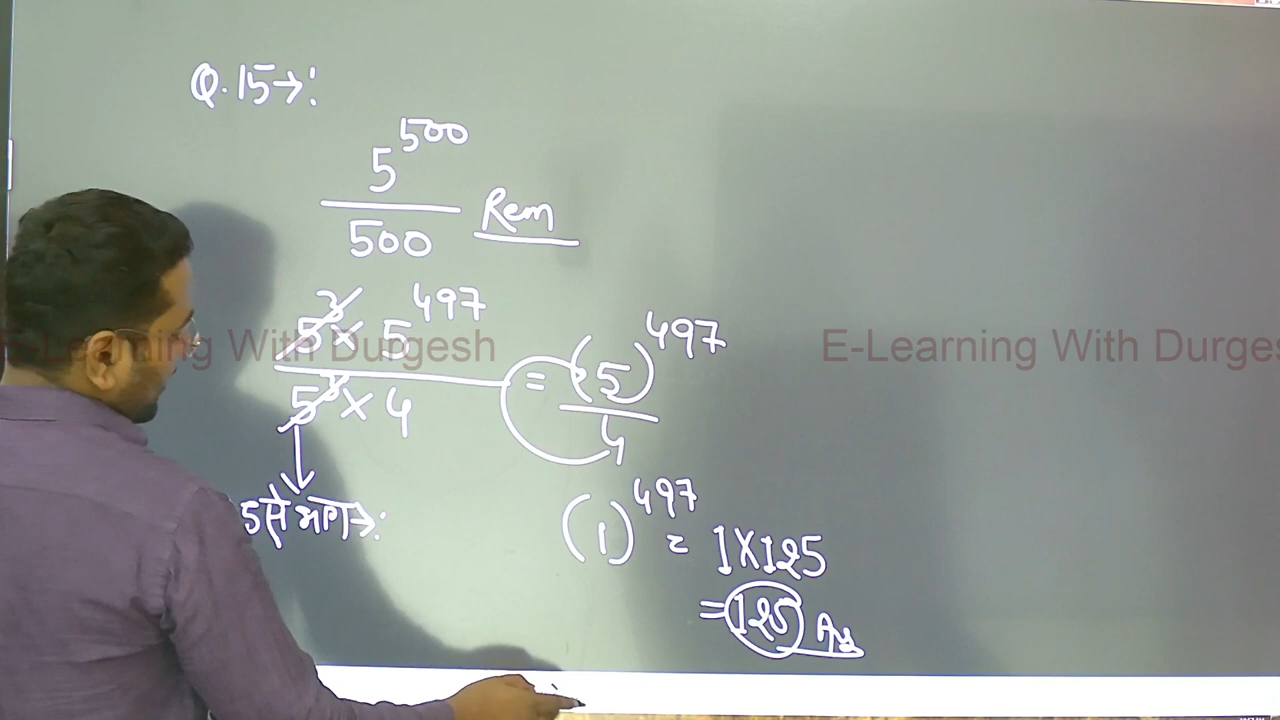 Q.15→:
5^500
500 Rem
5^3 × 5^497
5^3 × 4
= (5)^497
4
5 से भाग→:
(1)^497 = 1×125
= 125 Ans
E-Learning With Durgesh
E-Learning With Durges